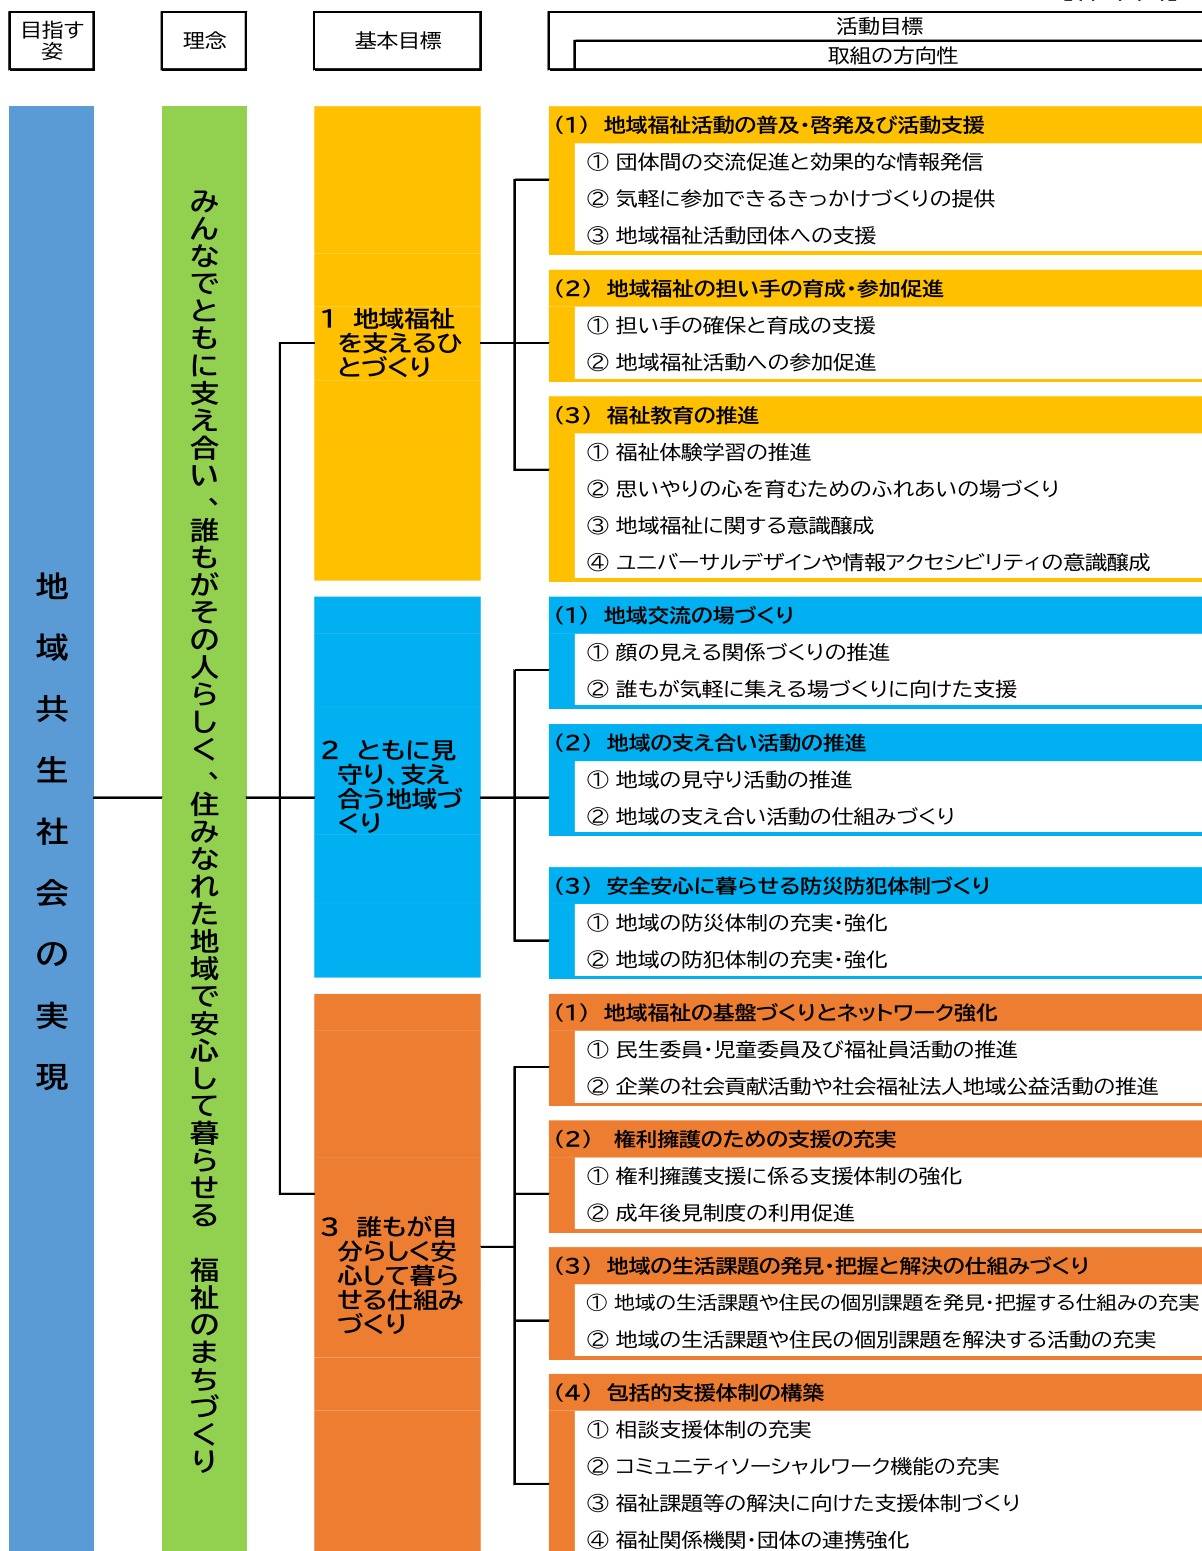 目指す
姿
理念
基本目標
活動目標
取組の方向性
地域共生社会の実現
みんなでともに支え合い、誰もがその人らしく、住みなれた地域で安心して暮らせる 福祉のまちづくり
1 地域福祉
を支えるひ
とづくり
(1) 地域福祉活動の普及・啓発及び活動支援
① 団体間の交流促進と効果的な情報発信
② 気軽に参加できるきっかけづくりの提供
③ 地域福祉活動団体への支援
(2) 地域福祉の担い手の育成・参加促進
① 担い手の確保と育成の支援
② 地域福祉活動への参加促進
(3) 福祉教育の推進
① 福祉体験学習の推進
② 思いやりの心を育むためのふれあいの場づくり
③ 地域福祉に関する意識醸成
④ ユニバーサルデザインや情報アクセシビリティの意識醸成
2 ともに見
守り、支え
合う地域づ
くり
(1) 地域交流の場づくり
① 顔の見える関係づくりの推進
② 誰もが気軽に集える場づくりに向けた支援
(2) 地域の支え合い活動の推進
① 地域の見守り活動の推進
② 地域の支え合い活動の仕組みづくり
(3) 安全安心に暮らせる防災防犯体制づくり
① 地域の防災体制の充実・強化
② 地域の防犯体制の充実・強化
3 誰もが自
分らしく安
心して暮ら
せる仕組み
づくり
(1) 地域福祉の基盤づくりとネットワーク強化
① 民生委員・児童委員及び福祉員活動の推進
② 企業の社会貢献活動や社会福祉法人地域公益活動の推進
(2) 権利擁護のための支援の充実
① 権利擁護支援に係る支援体制の強化
② 成年後見制度の利用促進
(3) 地域の生活課題の発見・把握と解決の仕組みづくり
① 地域の生活課題や住民の個別課題を発見・把握する仕組みの充実
② 地域の生活課題や住民の個別課題を解決する活動の充実
(4) 包括的支援体制の構築
① 相談支援体制の充実
② コミュニティソーシャルワーク機能の充実
③ 福祉課題等の解決に向けた支援体制づくり
④ 福祉関係機関・団体の連携強化